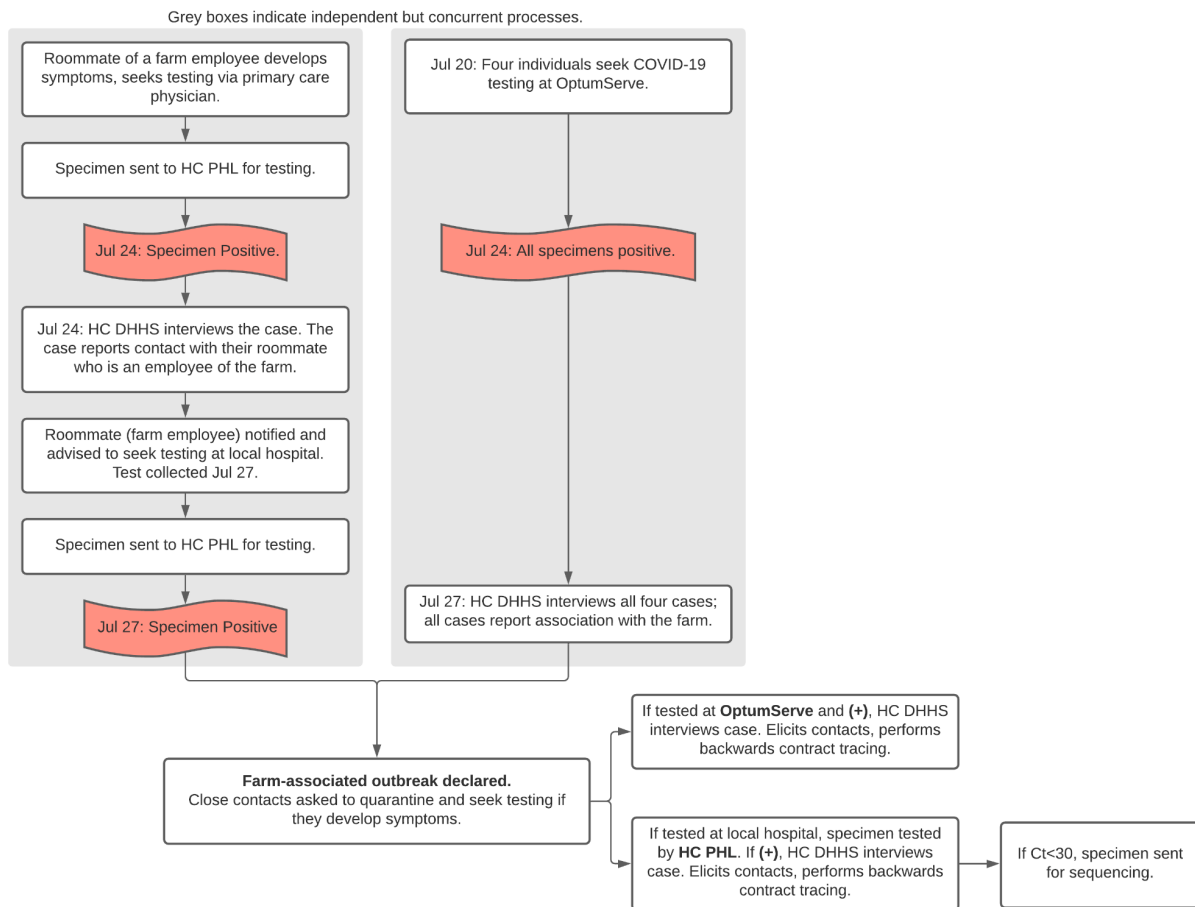 Grey boxes indicate independent but concurrent processes.
Roommate of a farm employee develops
symptoms, seeks testing via primary care
physician.
Specimen sent to HC PHL for testing.
Jul 24: Specimen Positive.
Jul 24: HC DHHS interviews the case. The
case reports contact with their roommate
who is an employee of the farm.
Roommate (farm employee) notified and
advised to seek testing at local hospital.
Test collected Jul 27.
Specimen sent to HC PHL for testing.
Jul 27: Specimen Positive
Jul 20: Four individuals seek COVID-19
testing at OptumServe.
Jul 24: All specimens positive.
Jul 27: HC DHHS interviews all four cases;
all cases report association with the farm.
Farm-associated outbreak declared.
Close contacts asked to quarantine and seek testing if
they develop symptoms.
If tested at OptumServe and (+), HC DHHS
interviews case. Elicits contacts, performs
backwards contract tracing.
If tested at local hospital, specimen tested
by HC PHL. If (+), HC DHHS interviews
case. Elicits contacts, performs backwards
contract tracing.
If Ct<30, specimen sent
for sequencing.